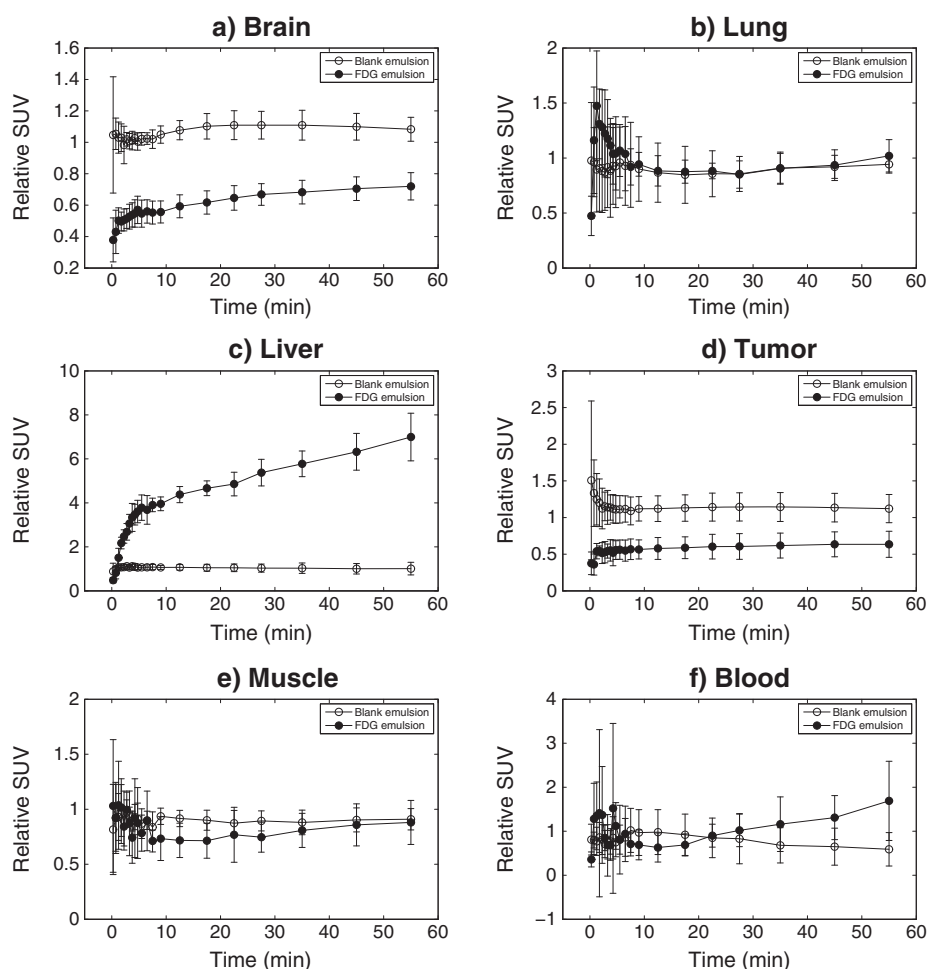 a) Brain
1.6
1.4
1.2
1
0.8
0.6
0.4
0.2
Relative SUV
Blank emulsion
FDG emulsion
0 10 20 30 40 50 60
Time (min)
b) Lung
2
1.5
1
0.5
0
Relative SUV
Blank emulsion
FDG emulsion
0 10 20 30 40 50 60
Time (min)
c) Liver
10
8
6
4
2
0
Relative SUV
Blank emulsion
FDG emulsion
0 10 20 30 40 50 60
Time (min)
d) Tumor
3
2.5
2
1.5
1
0.5
0
Relative SUV
Blank emulsion
FDG emulsion
0 10 20 30 40 50 60
Time (min)
e) Muscle
2
1.5
1
0.5
0
Relative SUV
Blank emulsion
FDG emulsion
0 10 20 30 40 50 60
Time (min)
f) Blood
4
3
2
1
0
−1
Relative SUV
Blank emulsion
FDG emulsion
0 10 20 30 40 50 60
Time (min)